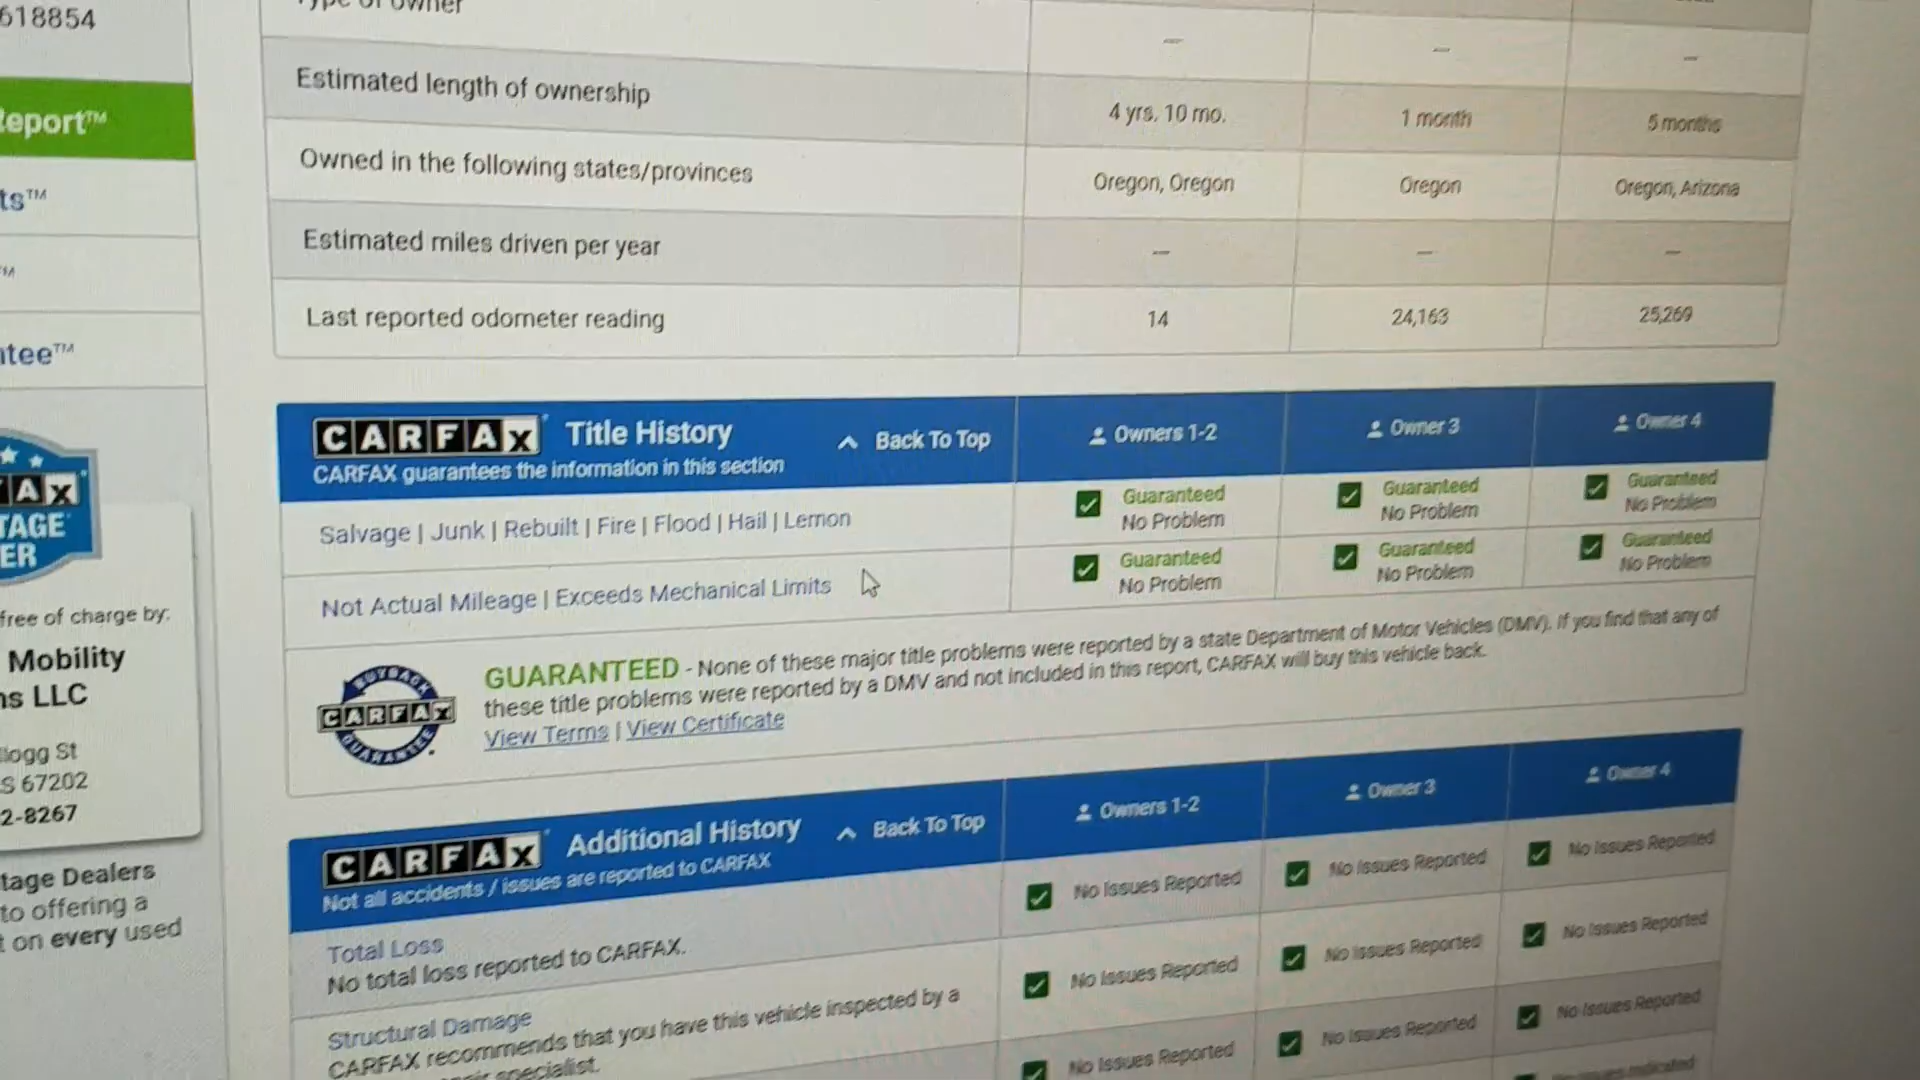 618854
Type of owner
— — —
Estimated length of ownership 4 yrs. 10 mo. 1 month 5 months
Owned in the following states/provinces Oregon, Oregon Oregon Oregon, Arizona
Estimated miles driven per year — — —
Last reported odometer reading 14 24,163 25,269
Report™
ts™
™
ntee™
CARFAX Title History Back To Top Owners 1-2 Owner 3 Owner 4
CARFAX guarantees the information in this section
Salvage | Junk | Rebuilt | Fire | Flood | Hail | Lemon Guaranteed Guaranteed Guaranteed
No Problem No Problem No Problem
Not Actual Mileage | Exceeds Mechanical Limits Guaranteed Guaranteed Guaranteed
No Problem No Problem No Problem
BUYBACK
CARFAX
GUARANTEE
GUARANTEED - None of these major title problems were reported by a state Department of Motor Vehicles (DMV). If you find that any of
these title problems were reported by a DMV and not included in this report, CARFAX will buy this vehicle back.
View Terms | View Certificate
AX
TAGE
ER
free of charge by:
Mobility
ns LLC
logg St
S 67202
2-8267
tage Dealers
to offering a
t on every used
CARFAX Additional History Back To Top Owners 1-2 Owner 3 Owner 4
Not all accidents / issues are reported to CARFAX
Total Loss No Issues Reported No Issues Reported No Issues Reported
No total loss reported to CARFAX.
Structural Damage No Issues Reported No Issues Reported No Issues Reported
CARFAX recommends that you have this vehicle inspected by a
specialist.
No Issues Reported No Issues Reported No Issues Reported